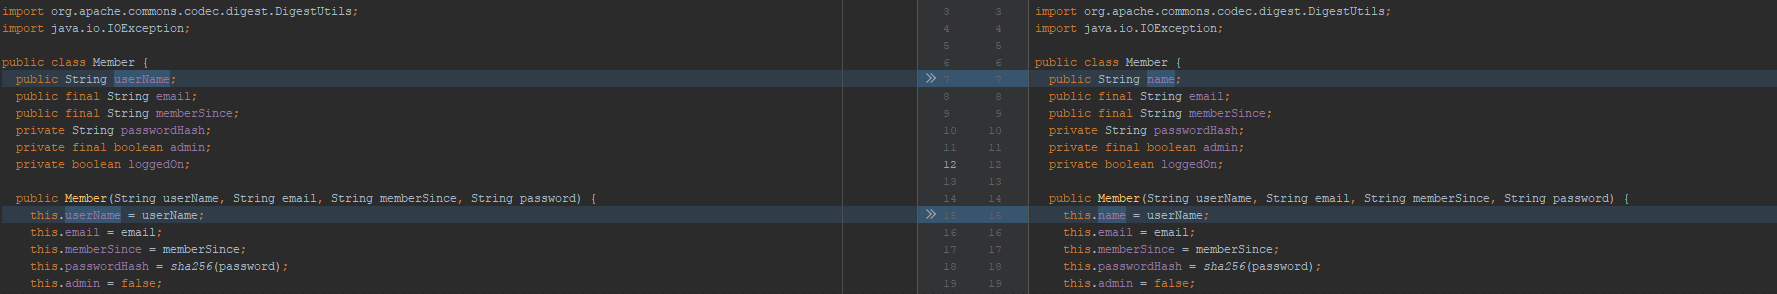 import org.apache.commons.codec.digest.DigestUtils;
import java.io.IOException;
public class Member {
public String userName;
public final String email;
public final String memberSince;
private String passwordHash;
private final boolean admin;
private boolean loggedOn;
public Member(String userName, String email, String memberSince, String password) {
this.userName = userName;
this.email = email;
this.memberSince = memberSince;
this.passwordHash = sha256(password);
this.admin = false;
3 3
4 4
5 5
6 6
7 7
8 8
9 9
10 10
11 11
12 12
13 13
14 14
15 15
16 16
17 17
18 18
19 19
import org.apache.commons.codec.digest.DigestUtils;
import java.io.IOException;
public class Member {
public String name;
public final String email;
public final String memberSince;
private String passwordHash;
private final boolean admin;
private boolean loggedOn;
public Member(String userName, String email, String memberSince, String password) {
this.name = userName;
this.email = email;
this.memberSince = memberSince;
this.passwordHash = sha256(password);
this.admin = false;